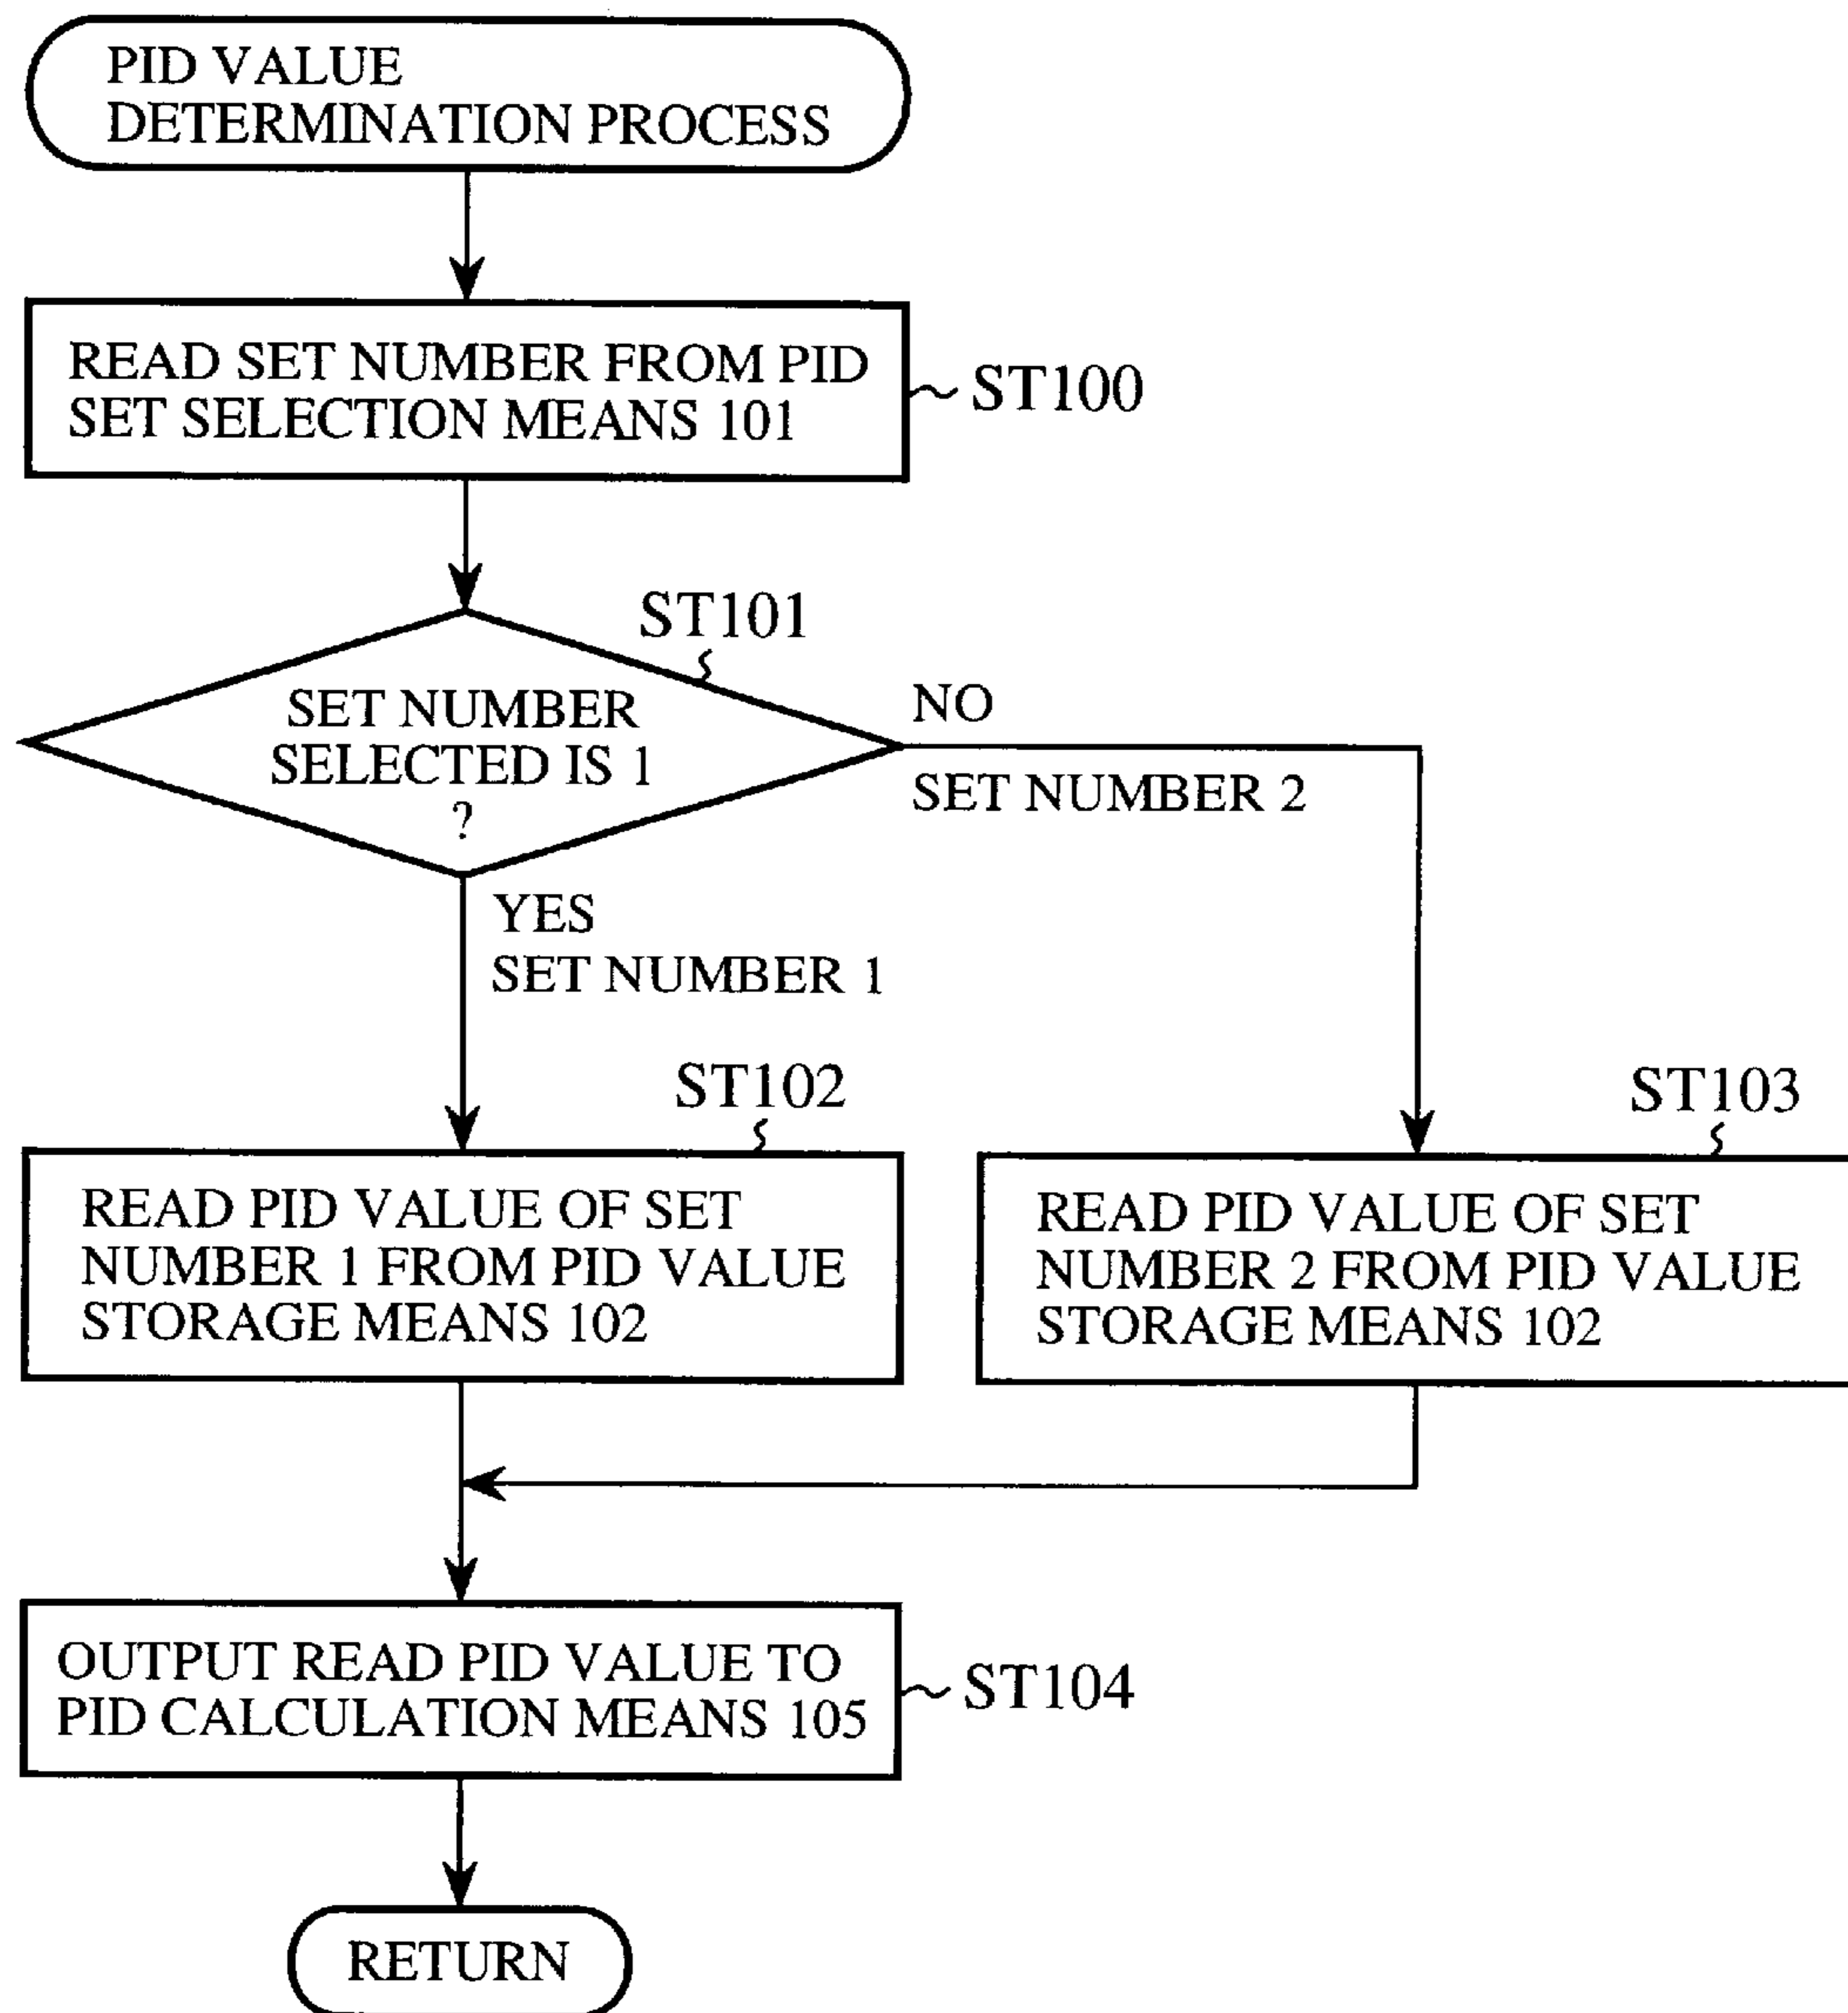 PID VALUE
DETERMINATION PROCESS
READ SET NUMBER FROM PID
SET SELECTION MEANS 101
ST100
ST101
SET NUMBER
SELECTED IS 1
?
NO
SET NUMBER 2
YES
SET NUMBER 1
ST102
READ PID VALUE OF SET
NUMBER 1 FROM PID VALUE
STORAGE MEANS 102
ST103
READ PID VALUE OF SET
NUMBER 2 FROM PID VALUE
STORAGE MEANS 102
OUTPUT READ PID VALUE TO
PID CALCULATION MEANS 105
ST104
RETURN